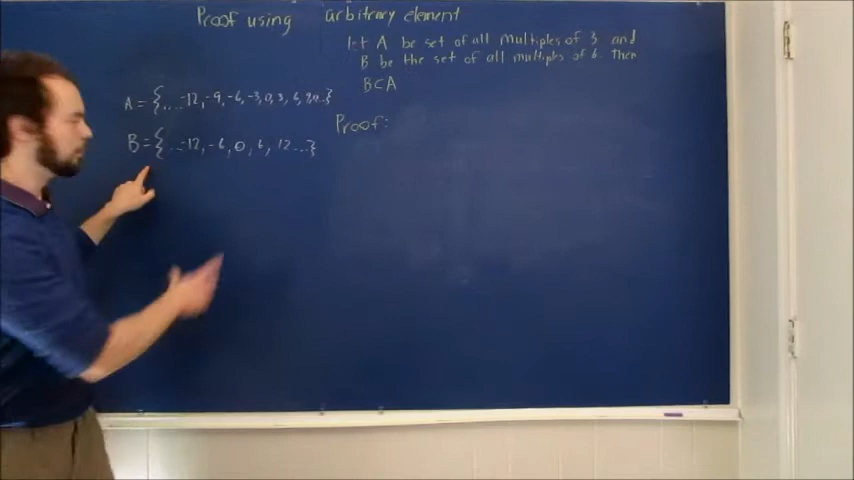 Proof using arbitrary element
let A be set of all multiples of 3 and
B be the set of all multiples of 6. Then
B⊂A
A = {....-12,-9,-6,-3,0,3,6,9,...}
Proof:
B = {...-12,-6,0,6,12...}